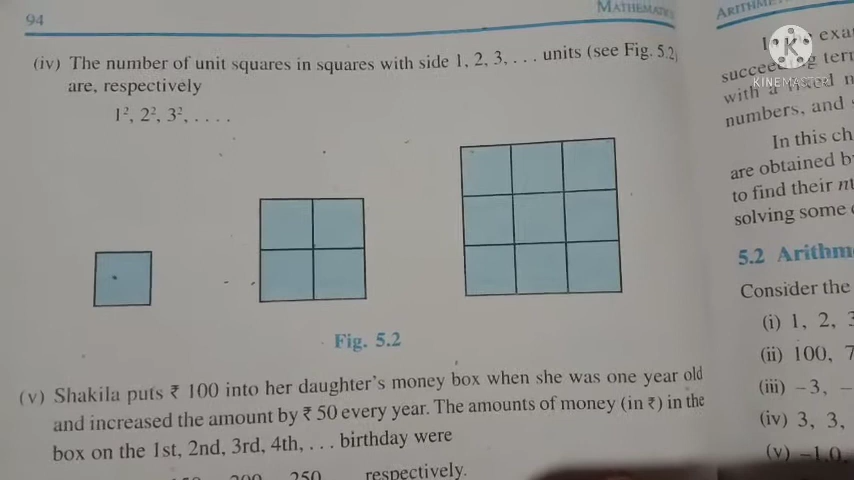 94
MATHEMATICS
(iv) The number of unit squares in squares with side 1, 2, 3, . . . units (see Fig. 5.2)
are, respectively
1², 2², 3², . . . .
Fig. 5.2
(v) Shakila puts ₹ 100 into her daughter's money box when she was one year old
and increased the amount by ₹ 50 every year. The amounts of money (in ₹) in the
box on the 1st, 2nd, 3rd, 4th, . . . birthday were
200 250 respectively.
KINEMASTER
with a
numbers, and
In this ch
are obtained b
to find their n
solving some
5.2 Arithm
Consider the
(i) 1, 2, 3
(ii) 100, 7
(iii) –3, –
(iv) 3, 3,
(v) –1.0,